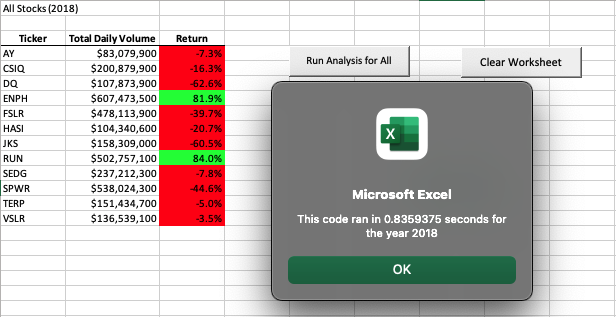 All Stocks (2018)
Ticker Total Daily Volume Return
AY $83,079,900 -7.3%
CSIQ $200,879,900 -16.3%
DQ $107,873,900 -62.6%
ENPH $607,473,500 81.9%
FSLR $478,113,900 -39.7%
HASI $104,340,600 -20.7%
JKS $158,309,000 -60.5%
RUN $502,757,100 84.0%
SEDG $237,212,300 -7.8%
SPWR $538,024,300 -44.6%
TERP $151,434,700 -5.0%
VSLR $136,539,100 -3.5%
Run Analysis for All
Clear Worksheet
X
Microsoft Excel
This code ran in 0.8359375 seconds for
the year 2018
OK